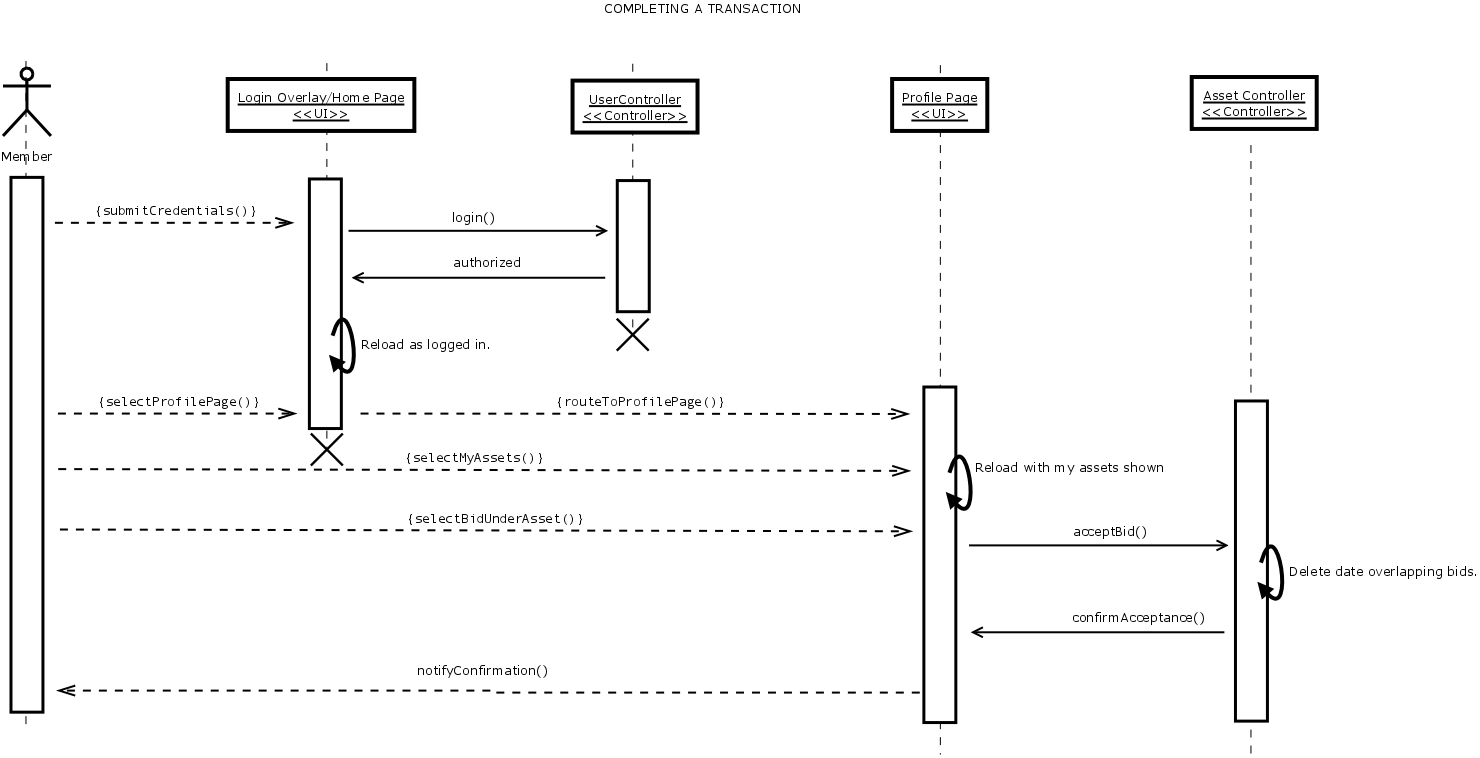 COMPLETING A TRANSACTION
Member
Login Overlay/Home Page
<<UI>>
UserController
<<Controller>>
Profile Page
<<UI>>
Asset Controller
<<Controller>>
{submitCredentials()}
login()
authorized
Reload as logged in.
{selectProfilePage()}
{routeToProfilePage()}
{selectMyAssets()}
Reload with my assets shown
{selectBidUnderAsset()}
acceptBid()
Delete date overlapping bids.
confirmAcceptance()
notifyConfirmation()